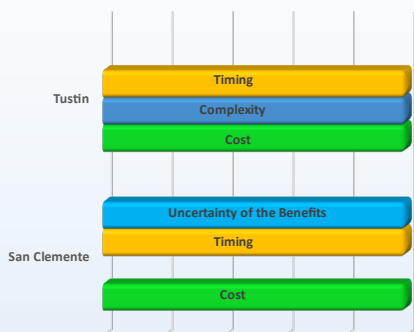 Timing
Tustin
Complexity
Cost
Uncertainty of the Benefits
Timing
San Clemente
Cost